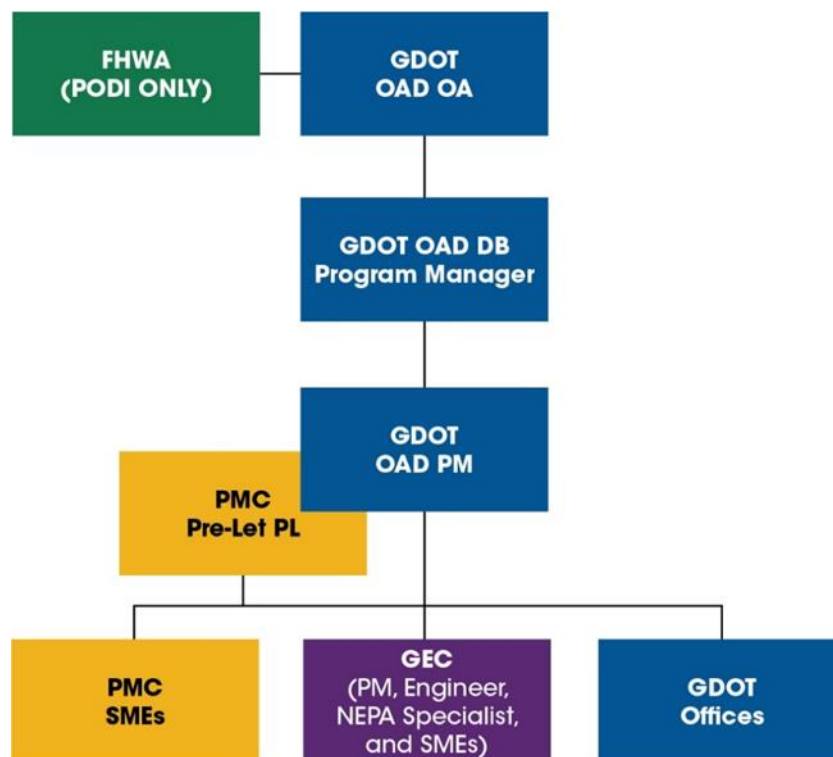 FHWA
(PODI ONLY)
GDOT
OAD OA
GDOT OAD DB
Program Manager
GDOT
OAD PM
PMC
Pre-Let PL
PMC
SMEs
GEC
(PM, Engineer,
NEPA Specialist,
and SMEs)
GDOT
Offices